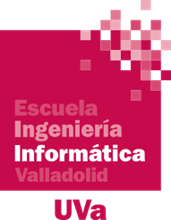 Escuela
Ingeniería
Informática
Valladolid
UVa